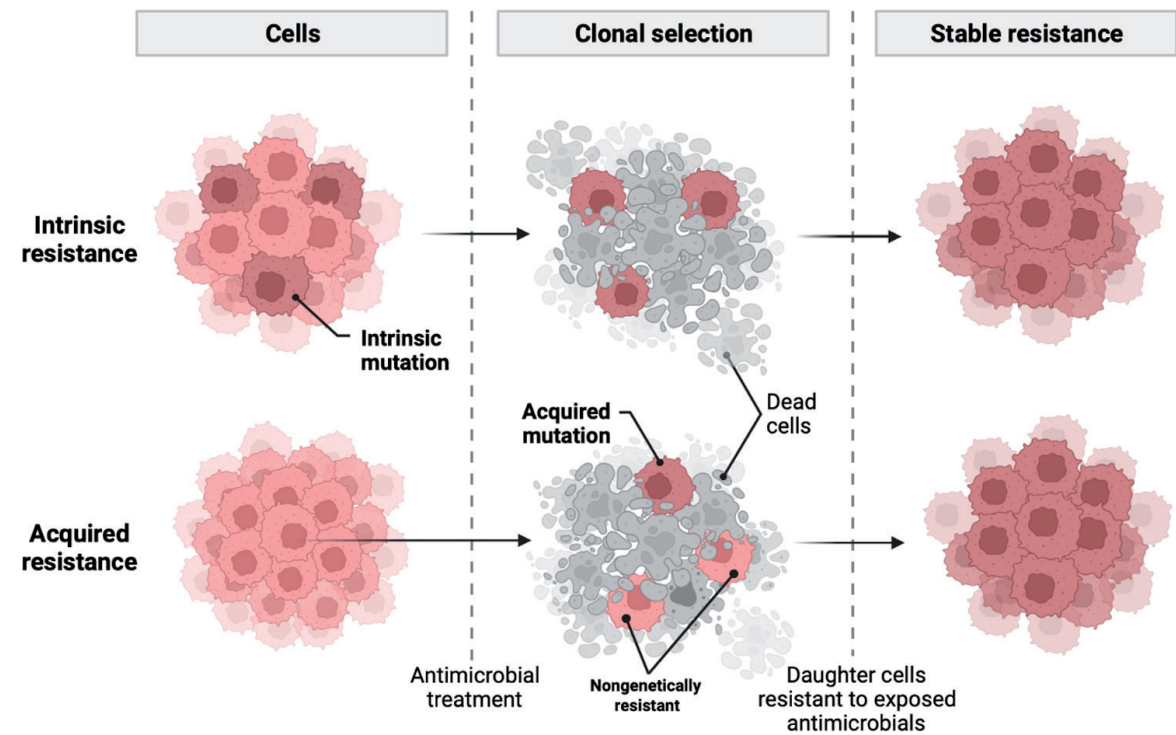 Cells
Clonal selection
Stable resistance
Intrinsic
resistance
Intrinsic
mutation
Dead
cells
Acquired
mutation
Acquired
resistance
Antimicrobial
treatment
Nongenetically
resistant
Daughter cells
resistant to exposed
antimicrobials